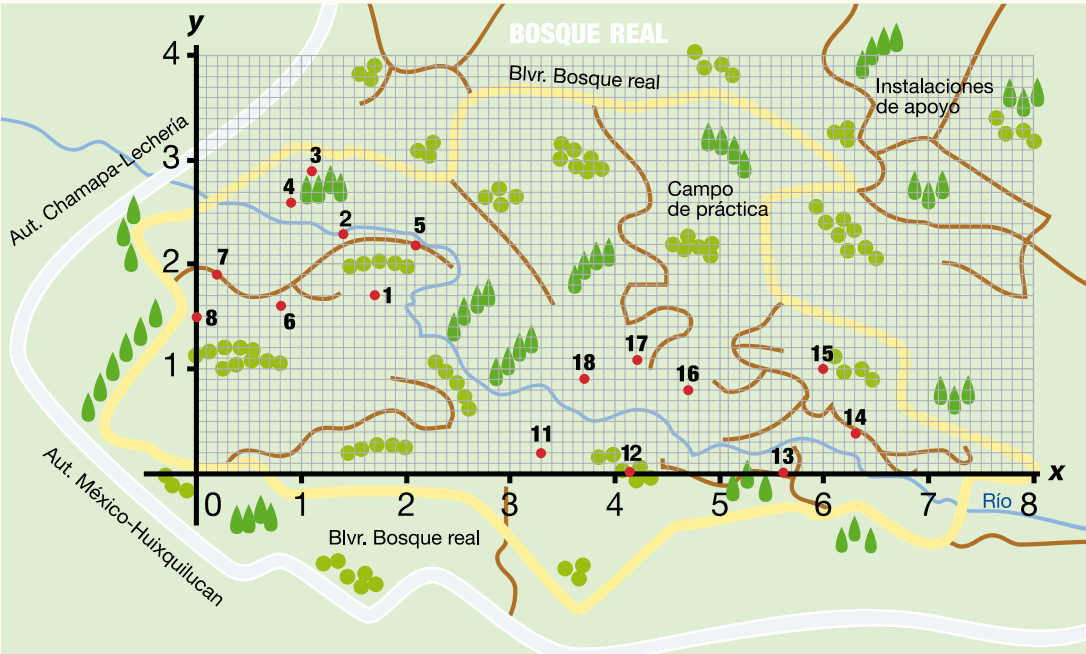 y
BOSQUE REAL
4
Blvr. Bosque real
Instalaciones
de apoyo
Aut. Chamapa-Lechería
3
3
4
Campo
de práctica
2
5
2
7
1
8
6
17
18
15
1
16
14
11
12
13
x
0
1
2
3
4
5
6
7
8
Río
Aut. México-Huixquilucan
Blvr. Bosque real